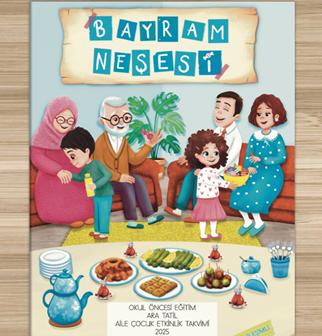 BAYRAM
NEŞESİ
OKUL ÖNCESİ EĞİTİM
ARA TATİL
AİLE ÇOCUK ETKİNLİK TAKVİMİ
2025